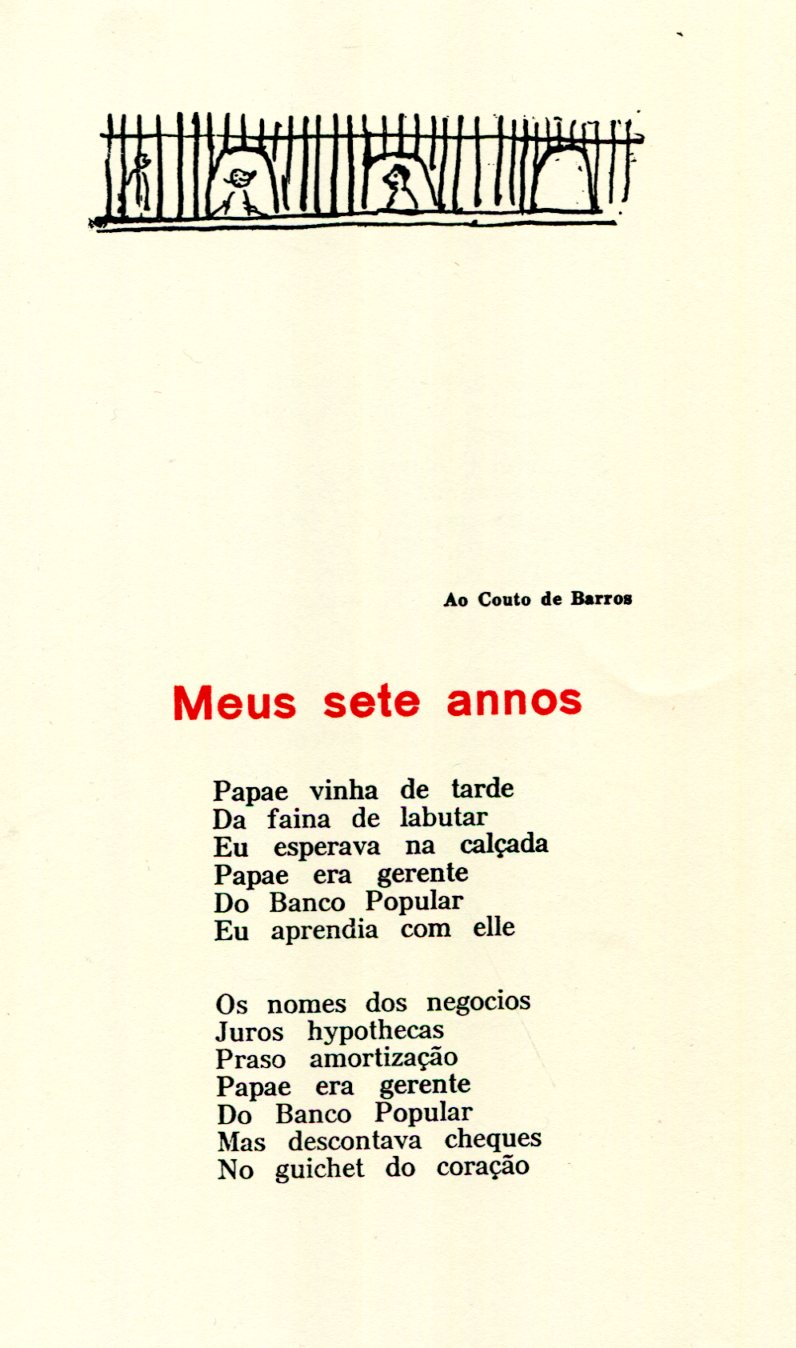 Ao Couto de Barros
Meus sete annos
Papae vinha de tarde
Da faina de labutar
Eu esperava na calçada
Papae era gerente
Do Banco Popular
Eu aprendia com elle
Os nomes dos negocios
Juros hypothecas
Praso amortização
Papae era gerente
Do Banco Popular
Mas descontava cheques
No guichet do coração